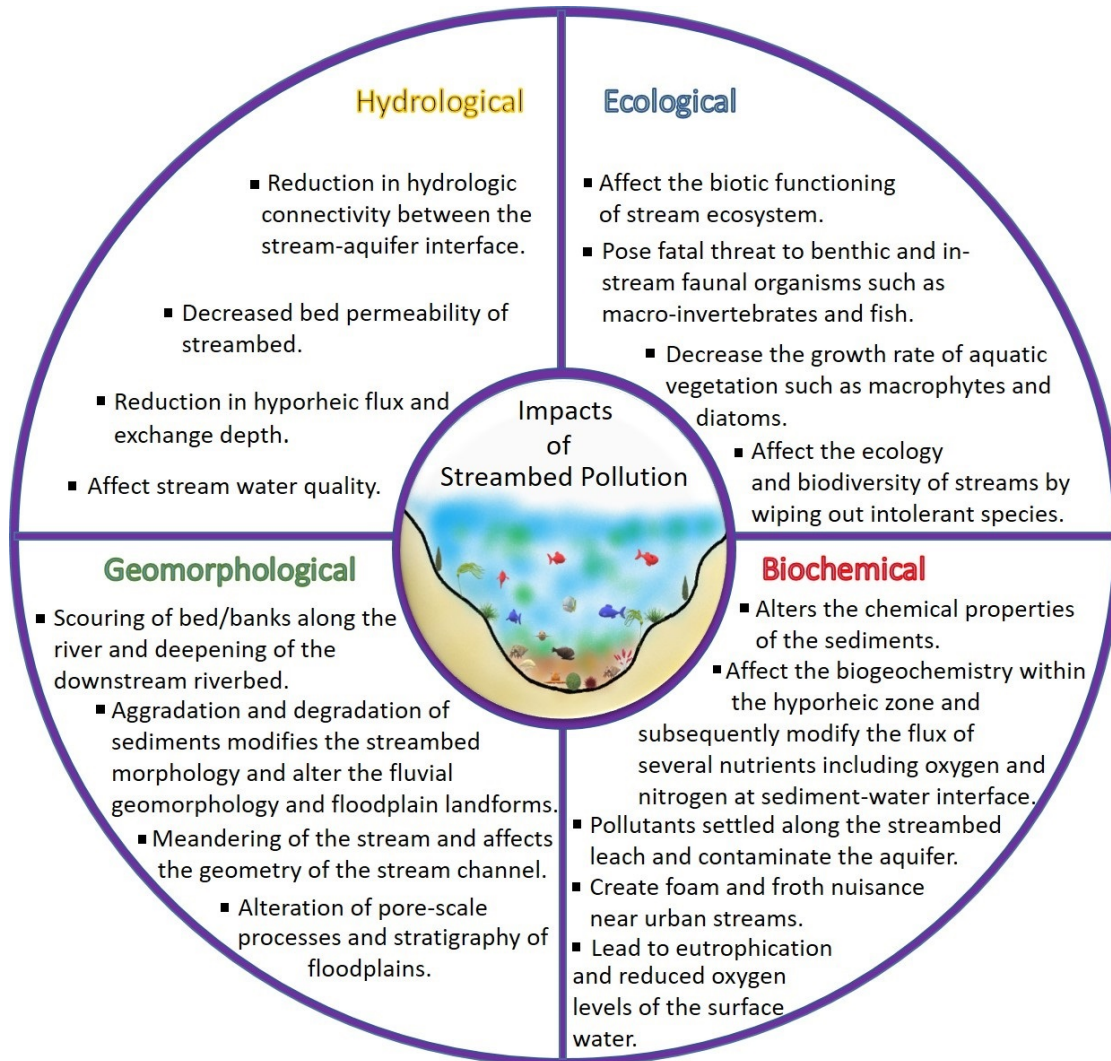 Hydrological
■ Reduction in hydrologic
connectivity between the
stream-aquifer interface.
■ Decreased bed permeability of
streambed.
■ Reduction in hyporheic flux and
exchange depth.
■ Affect stream water quality.
Ecological
■ Affect the biotic functioning
of stream ecosystem.
■ Pose fatal threat to benthic and in-
stream faunal organisms such as
macro-invertebrates and fish.
■ Decrease the growth rate of aquatic
vegetation such as macrophytes and
diatoms.
■ Affect the ecology
and biodiversity of streams by
wiping out intolerant species.
Impacts
of
Streambed Pollution
Geomorphological
■ Scouring of bed/banks along the
river and deepening of the
downstream riverbed.
■ Aggradation and degradation of
sediments modifies the streambed
morphology and alter the fluvial
geomorphology and floodplain landforms.
■ Meandering of the stream and affects
the geometry of the stream channel.
■ Alteration of pore-scale
processes and stratigraphy of
floodplains.
Biochemical
■ Alters the chemical properties
of the sediments.
■ Affect the biogeochemistry within
the hyporheic zone and
subsequently modify the flux of
several nutrients including oxygen and
nitrogen at sediment-water interface.
■ Pollutants settled along the streambed
leach and contaminate the aquifer.
■ Create foam and froth nuisance
near urban streams.
■ Lead to eutrophication
and reduced oxygen
levels of the surface
water.